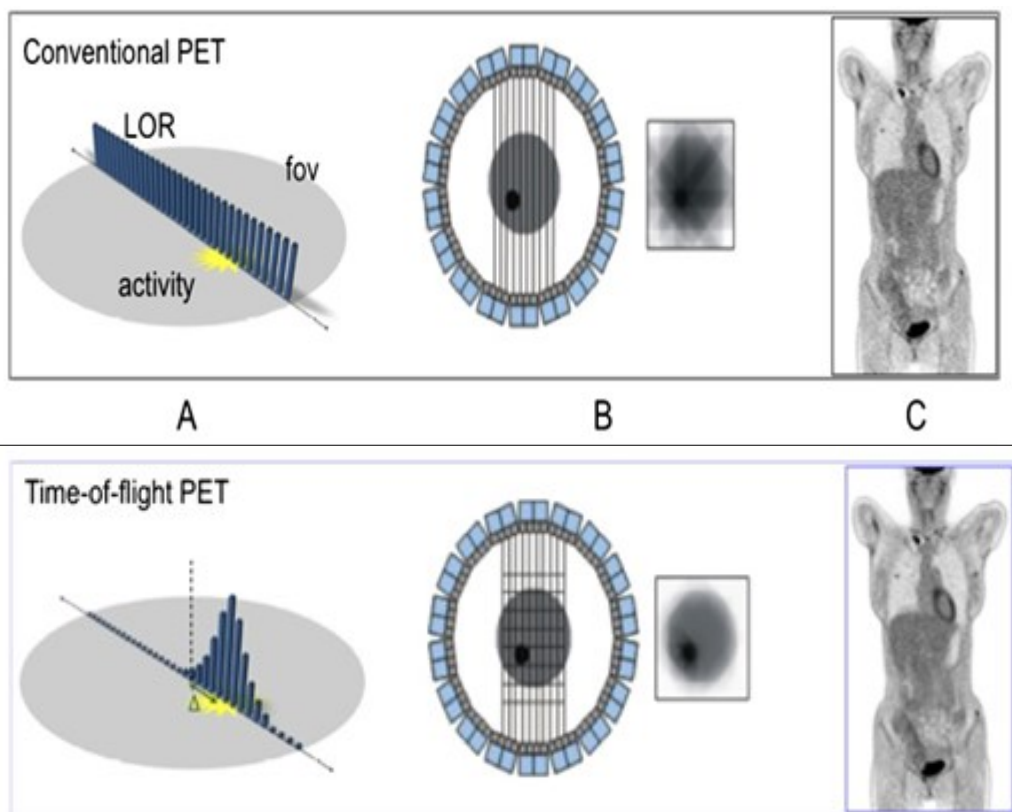 Conventional PET
LOR
fov
activity
A B C
Time-of-flight PET
Δ